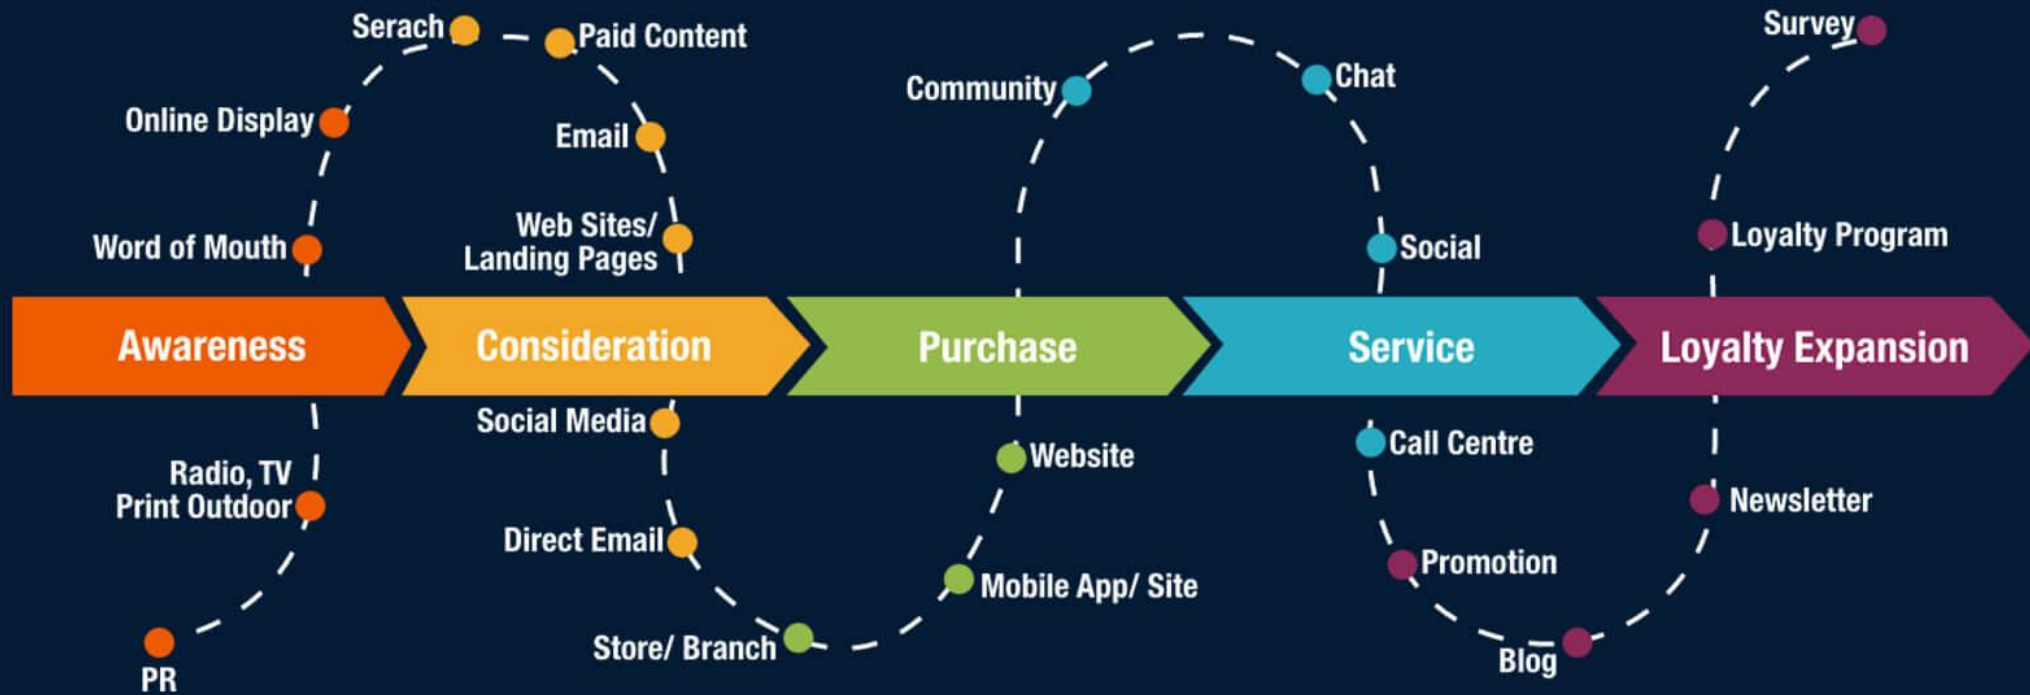 Serach
Paid Content
Survey
Community
Chat
Online Display
Email
Web Sites/
Landing Pages
Word of Mouth
Social
Loyalty Program
Awareness
Consideration
Purchase
Service
Loyalty Expansion
Social Media
Website
Call Centre
Radio, TV
Print Outdoor
Newsletter
Direct Email
Promotion
Mobile App/ Site
Store/ Branch
Blog
PR